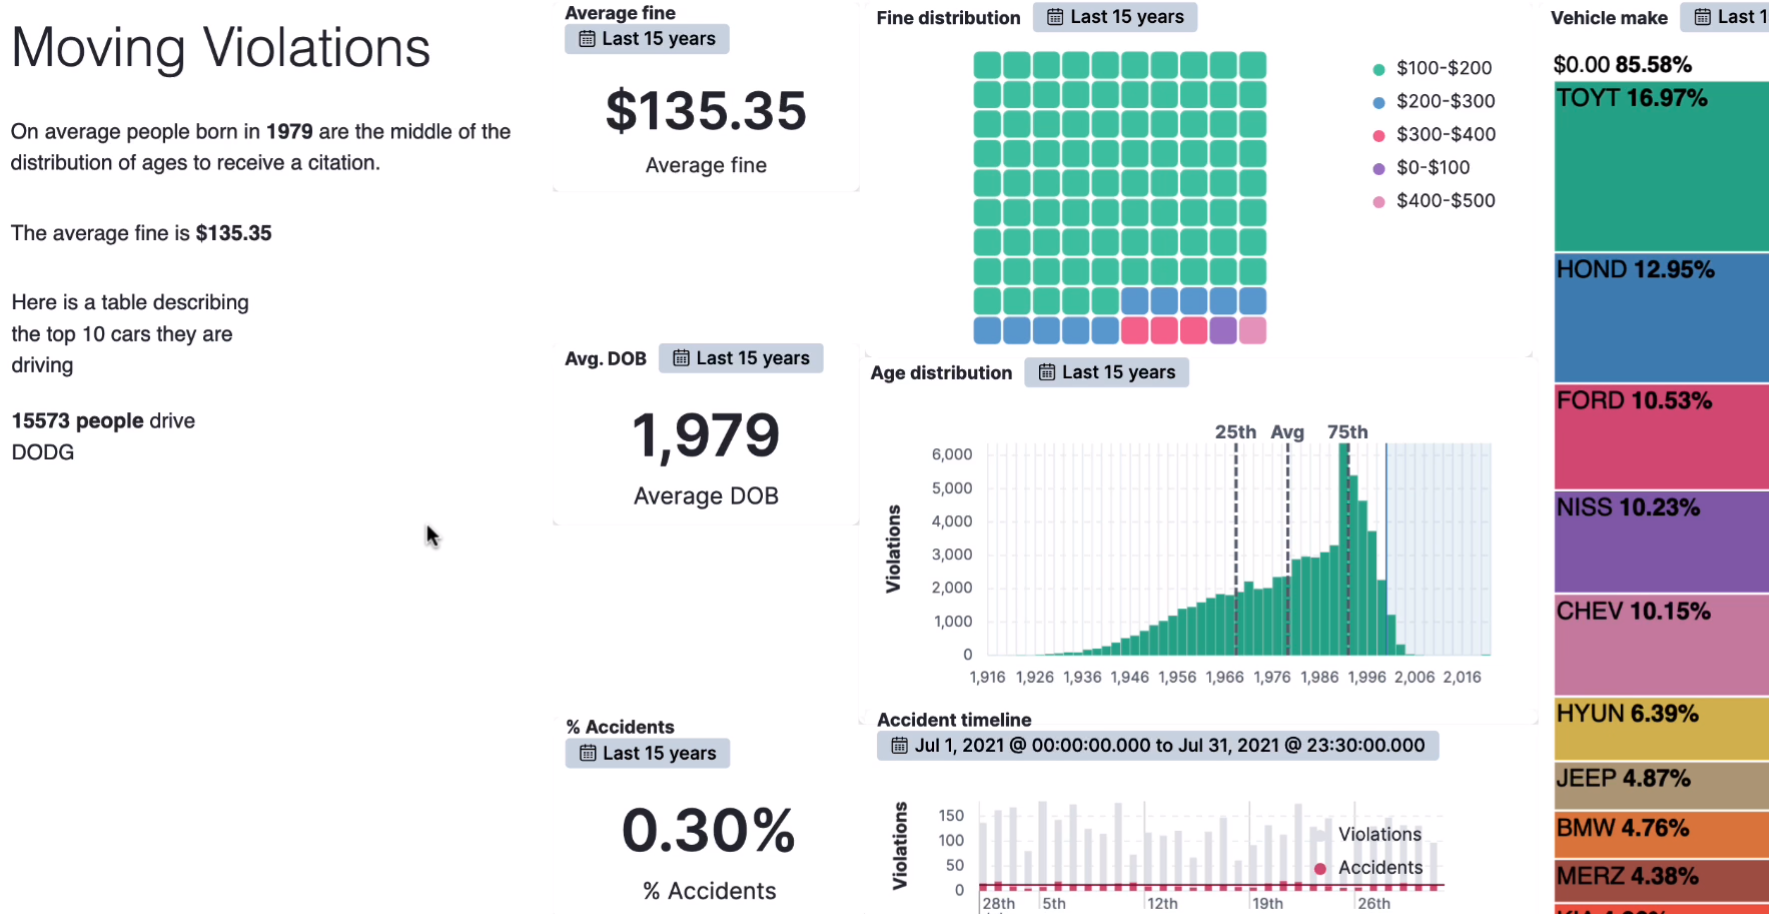 Moving Violations
On average people born in 1979 are the middle of the
distribution of ages to receive a citation.
The average fine is $135.35
Here is a table describing
the top 10 cars they are
driving
15573 people drive
DODG
Average fine
Last 15 years
$135.35
Average fine
Avg. DOB Last 15 years
1,979
Average DOB
% Accidents
Last 15 years
0.30%
% Accidents
Fine distribution Last 15 years
$100-$200
$200-$300
$300-$400
$0-$100
$400-$500
Age distribution Last 15 years
25th Avg 75th
Violations
6,000
5,000
4,000
3,000
2,000
1,000
0
1,916 1,926 1,936 1,946 1,956 1,966 1,976 1,986 1,996 2,006 2,016
Accident timeline
Jul 1, 2021 @ 00:00:00.000 to Jul 31, 2021 @ 23:30:00.000
Violations
150
100
50
0
Violations
Accidents
28th 5th 12th 19th 26th
Vehicle make Last 1
$0.00 85.58%
TOYT 16.97%
HOND 12.95%
FORD 10.53%
NISS 10.23%
CHEV 10.15%
HYUN 6.39%
JEEP 4.87%
BMW 4.76%
MERZ 4.38%